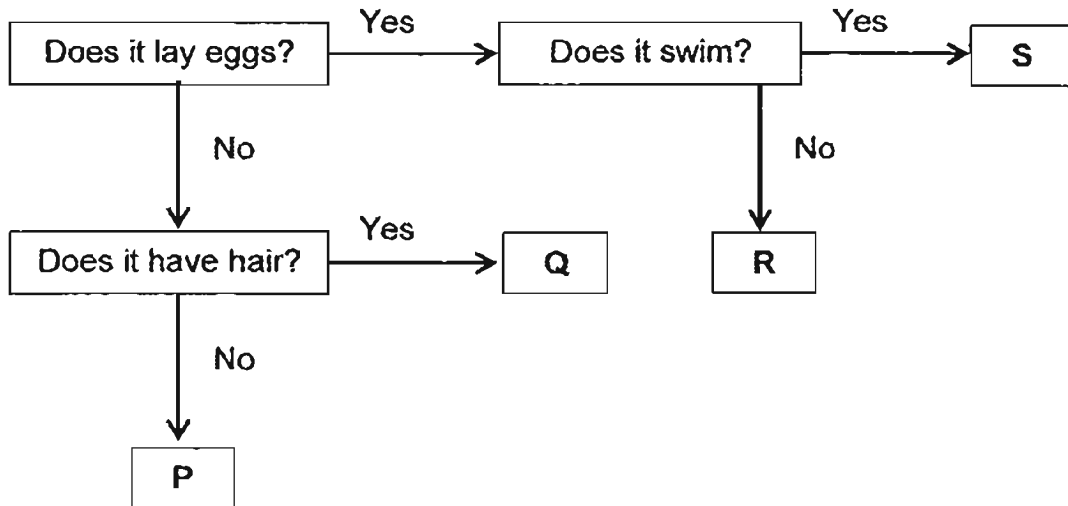 Does it lay eggs?
Yes
Does it swim?
Yes
S
No
No
Does it have hair?
Yes
Q
R
No
P